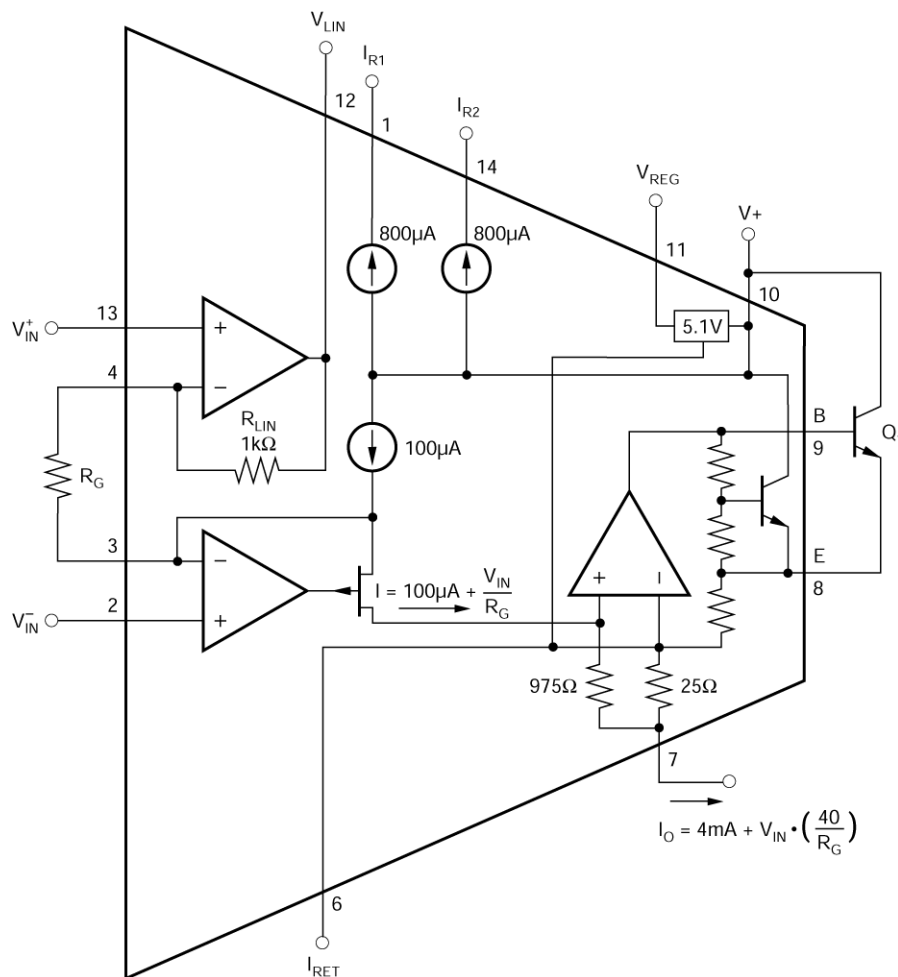 V_LIN
I_R1
12
1
I_R2
14
V_REG
11
V+
10
800µA
800µA
5.1V
13
V_IN^+
+
4
−
R_LIN
1kΩ
100µA
R_G
B
9
Q
3
−
I = 100µA + V_IN/R_G
+
−
E
8
2
V_IN^−
+
975Ω
25Ω
7
I_O = 4mA + V_IN • (40/R_G)
6
I_RET